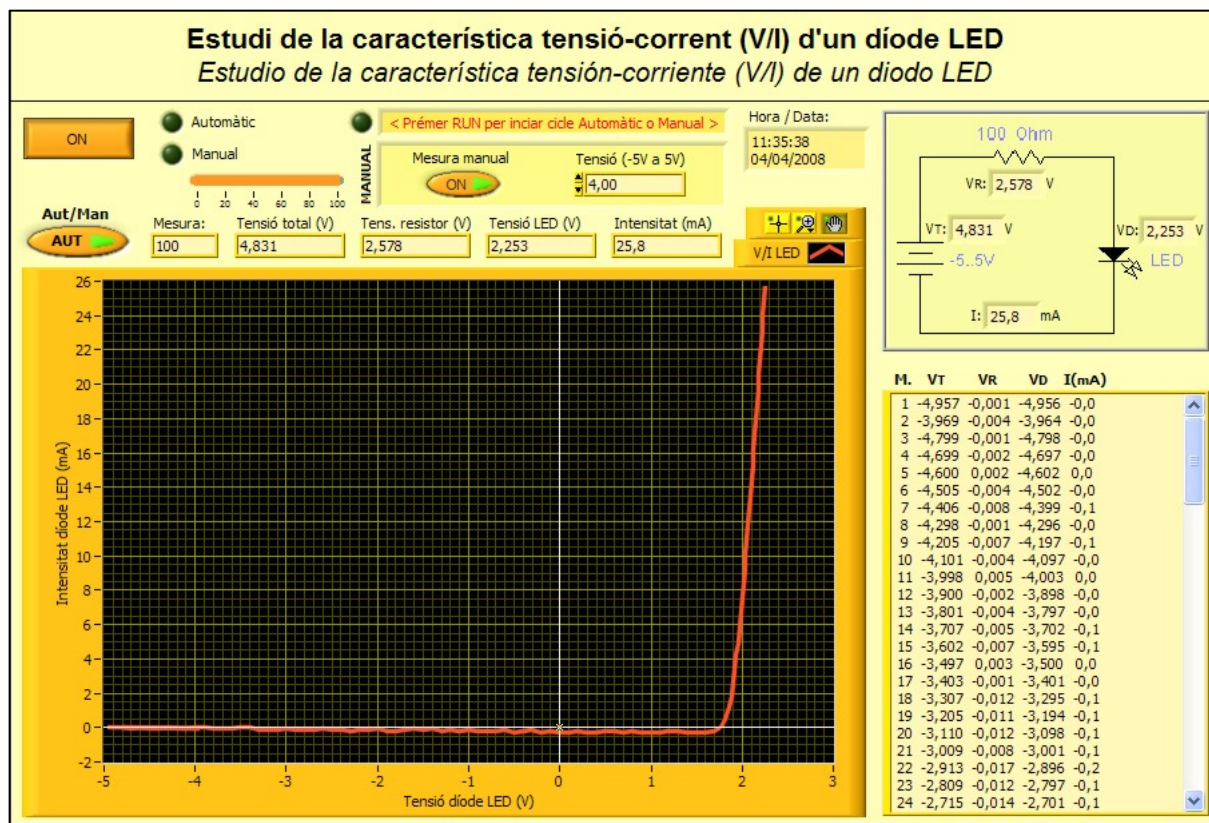 Estudi de la característica tensió-corrent (V/I) d'un díode LED
Estudio de la característica tensión-corriente (V/I) de un diodo LED
ON
Automàtic
Manual
0 20 40 60 80 100
MANUAL
< Prémer RUN per inciar cicle Automàtic o Manual >
Mesura manual
ON
Tensió (-5V a 5V)
4,00
Hora / Data:
11:35:38
04/04/2008
Aut/Man
AUT
Mesura: Tensió total (V) Tens. resistor (V) Tensió LED (V) Intensitat (mA)
100 4,831 2,578 2,253 25,8
V/I LED
Intensitat díode LED (mA)
26
24
22
20
18
16
14
12
10
8
6
4
2
0
-2
-5 -4 -3 -2 -1 0 1 2 3
Tensió díode LED (V)
100 Ohm
VR: 2,578 V
VT: 4,831 V
-5..5V
VD: 2,253 V
LED
I: 25,8 mA
M. VT VR VD I(mA)
1 -4,957 -0,001 -4,956 -0,0
2 -3,969 -0,004 -3,964 -0,0
3 -4,799 -0,001 -4,798 -0,0
4 -4,699 -0,002 -4,697 -0,0
5 -4,600 0,002 -4,602 0,0
6 -4,505 -0,004 -4,502 -0,0
7 -4,406 -0,008 -4,399 -0,1
8 -4,298 -0,001 -4,296 -0,0
9 -4,205 -0,007 -4,197 -0,1
10 -4,101 -0,004 -4,097 -0,0
11 -3,998 0,005 -4,003 0,0
12 -3,900 -0,002 -3,898 -0,0
13 -3,801 -0,004 -3,797 -0,0
14 -3,707 -0,005 -3,702 -0,1
15 -3,602 -0,007 -3,595 -0,1
16 -3,497 0,003 -3,500 0,0
17 -3,403 -0,001 -3,401 -0,0
18 -3,307 -0,012 -3,295 -0,1
19 -3,205 -0,011 -3,194 -0,1
20 -3,110 -0,012 -3,098 -0,1
21 -3,009 -0,008 -3,001 -0,1
22 -2,913 -0,017 -2,896 -0,2
23 -2,809 -0,012 -2,797 -0,1
24 -2,715 -0,014 -2,701 -0,1